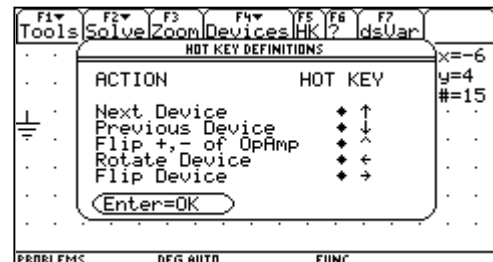 F1▾ F2▾ F3 F4▾ F5 F6 F7
Tools Solve Zoom Devices HK ? dsVar
HOT KEY DEFINITIONS
x=-6
ACTION HOT KEY
y=4
#=15
Next Device ◆ ↑
Previous Device ◆ ↓
Flip +,- of OpAmp ◆ ^
Rotate Device ◆ ←
Flip Device ◆ →
Enter=OK
PROBLEMS DEG AUTO FUNC